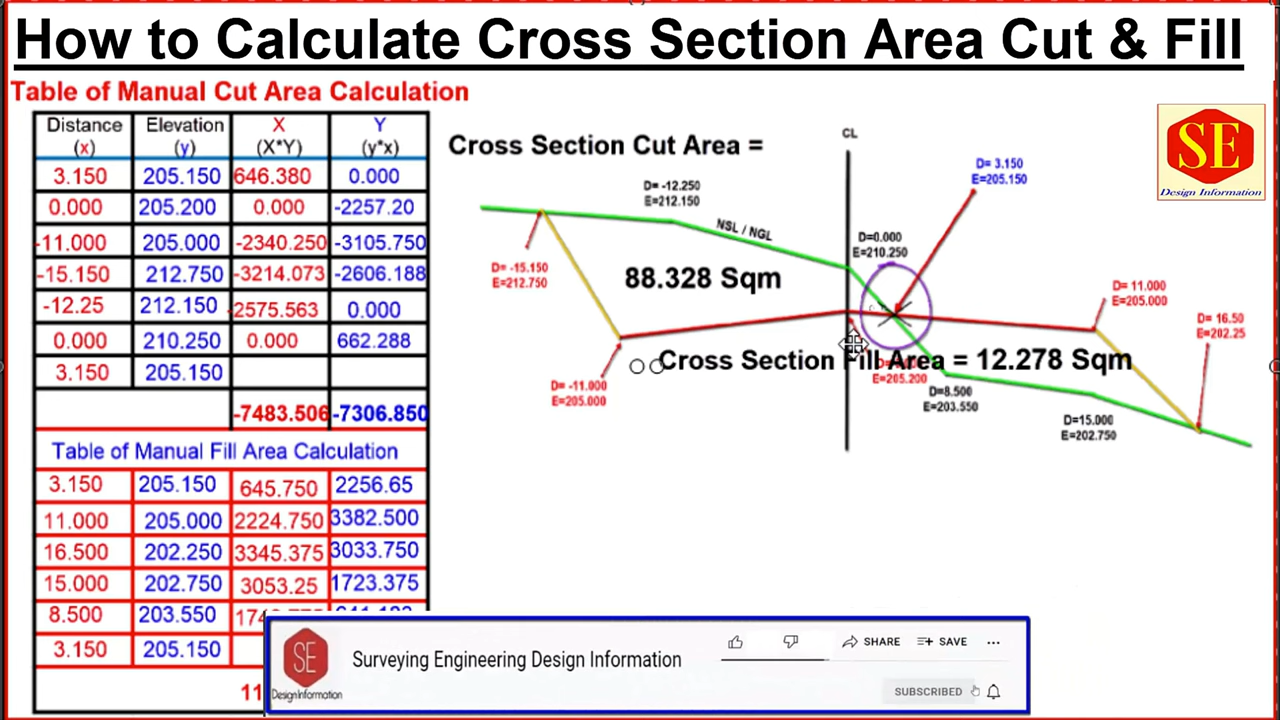 How to Calculate Cross Section Area Cut & Fill
Table of Manual Cut Area Calculation
Distance (x) Elevation (y) X (X*Y) Y (y*x)
3.150 205.150 646.380 0.000
0.000 205.200 0.000 -2257.20
-11.000 205.000 -2340.250 -3105.750
-15.150 212.750 -3214.073 -2606.188
-12.25 212.150 -2575.563 0.000
0.000 210.250 0.000 662.288
3.150 205.150
-7483.506 -7306.850
Table of Manual Fill Area Calculation
3.150 205.150 645.750 2256.65
11.000 205.000 2224.750 3382.500
16.500 202.250 3345.375 3033.750
15.000 202.750 3053.25 1723.375
8.500 203.550
3.150 205.150
11
Cross Section Cut Area =
CL
D= 3.150
E=205.150
SE
Design Information
D= -12.250
E=212.150
NSL / NGL
D=0.000
E=210.250
D= -15.150
E=212.750
88.328 Sqm
D= 11.000
E=205.000
D= 16.50
E=202.25
Cross Section Fill Area = 12.278 Sqm
E=205.200
D= -11.000
E=205.000
D=8.500
E=203.550
D=15.000
E=202.750
SE
Design Information
Surveying Engineering Design Information
SHARE
SAVE
SUBSCRIBED